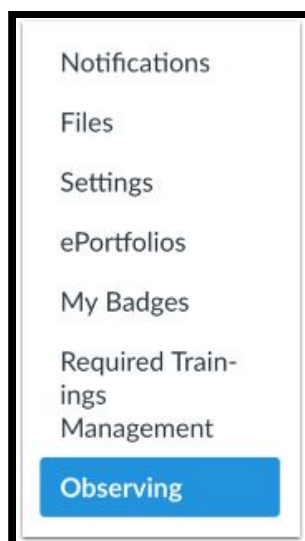 Notifications
Files
Settings
ePortfolios
My Badges
Required Train-
ings
Management
Observing